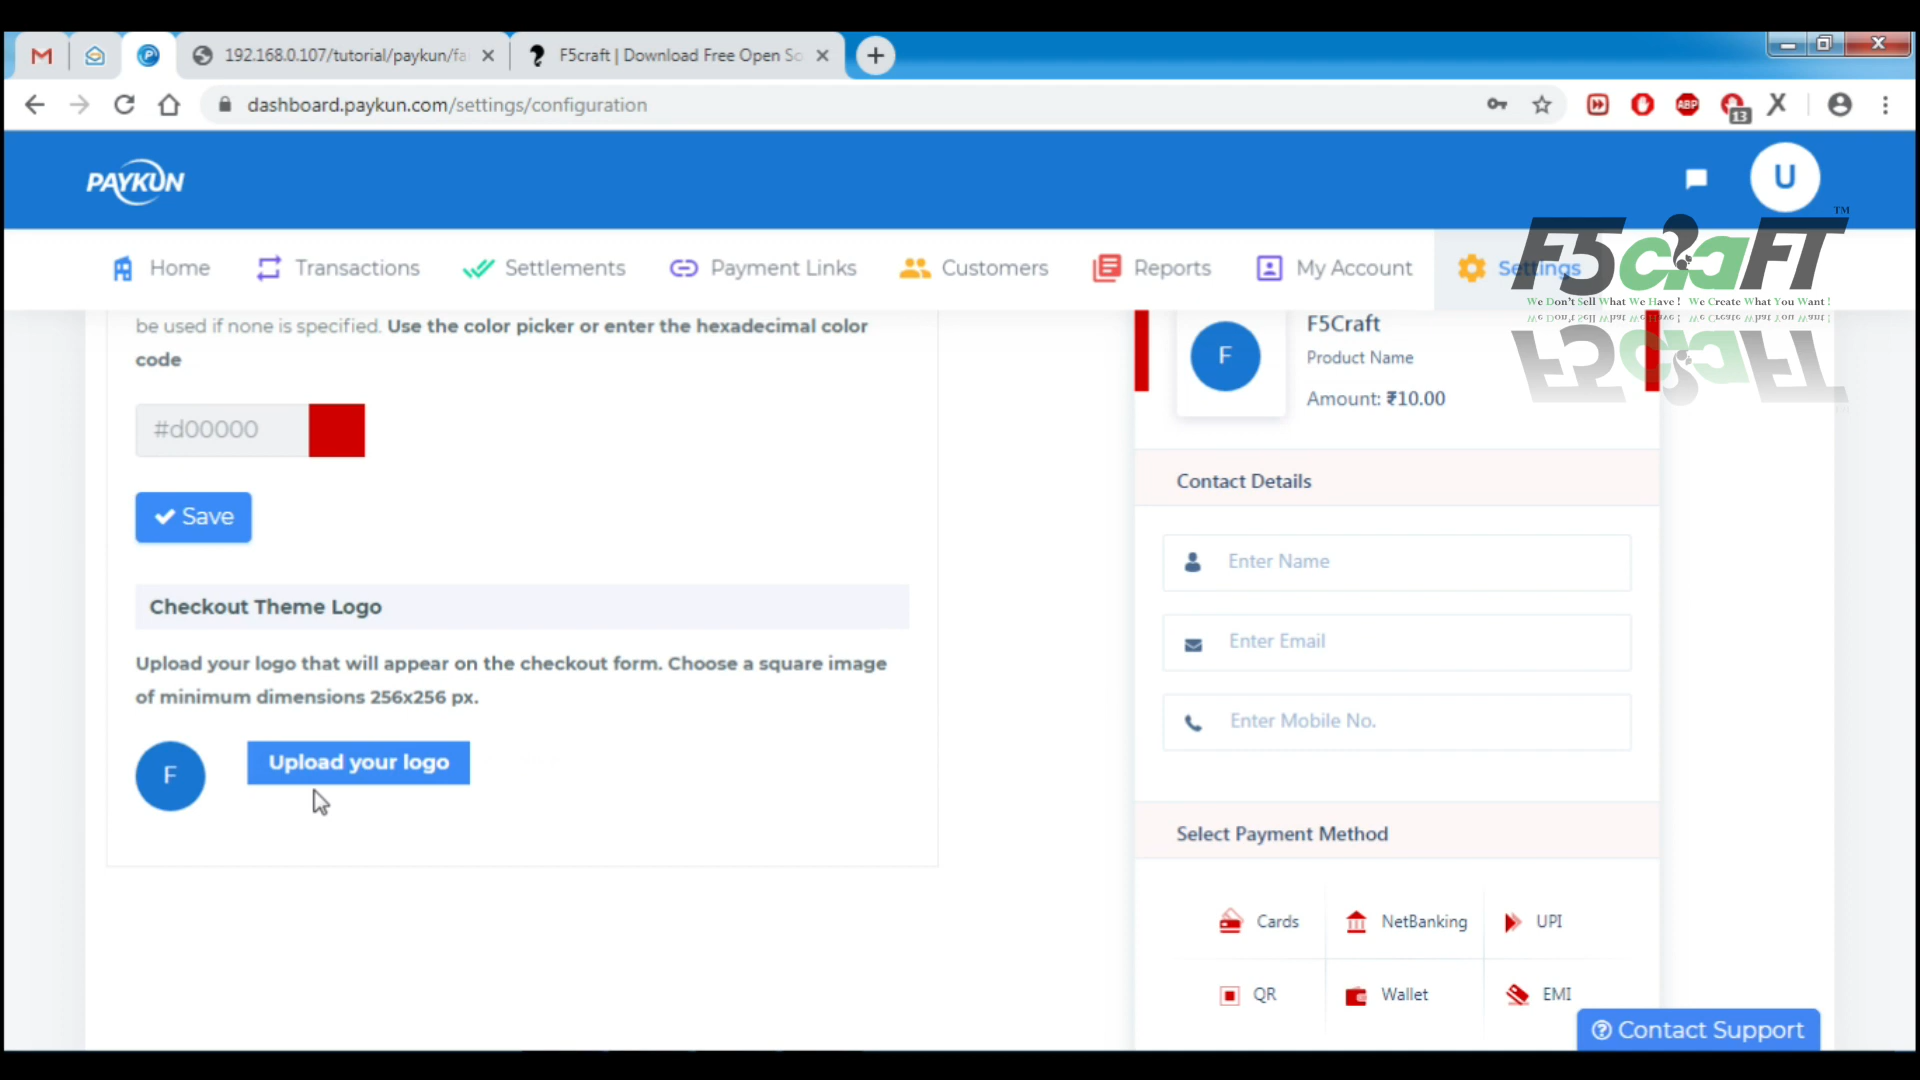 192.168.0.107/tutorial/paykun/fai
F5craft | Download Free Open So
dashboard.paykun.com/settings/configuration
ABP
13
PAYKUN
U
F5craFT™
We Don't Sell What We Have ! We Create What You Want !
Home
Transactions
Settlements
Payment Links
Customers
Reports
My Account
Settings
be used if none is specified. Use the color picker or enter the hexadecimal color
code
#d00000
Save
Checkout Theme Logo
Upload your logo that will appear on the checkout form. Choose a square image
of minimum dimensions 256x256 px.
F
Upload your logo
F
F5Craft
Product Name
Amount: ₹10.00
Contact Details
Enter Name
Enter Email
Enter Mobile No.
Select Payment Method
Cards
NetBanking
UPI
QR
Wallet
EMI
Contact Support